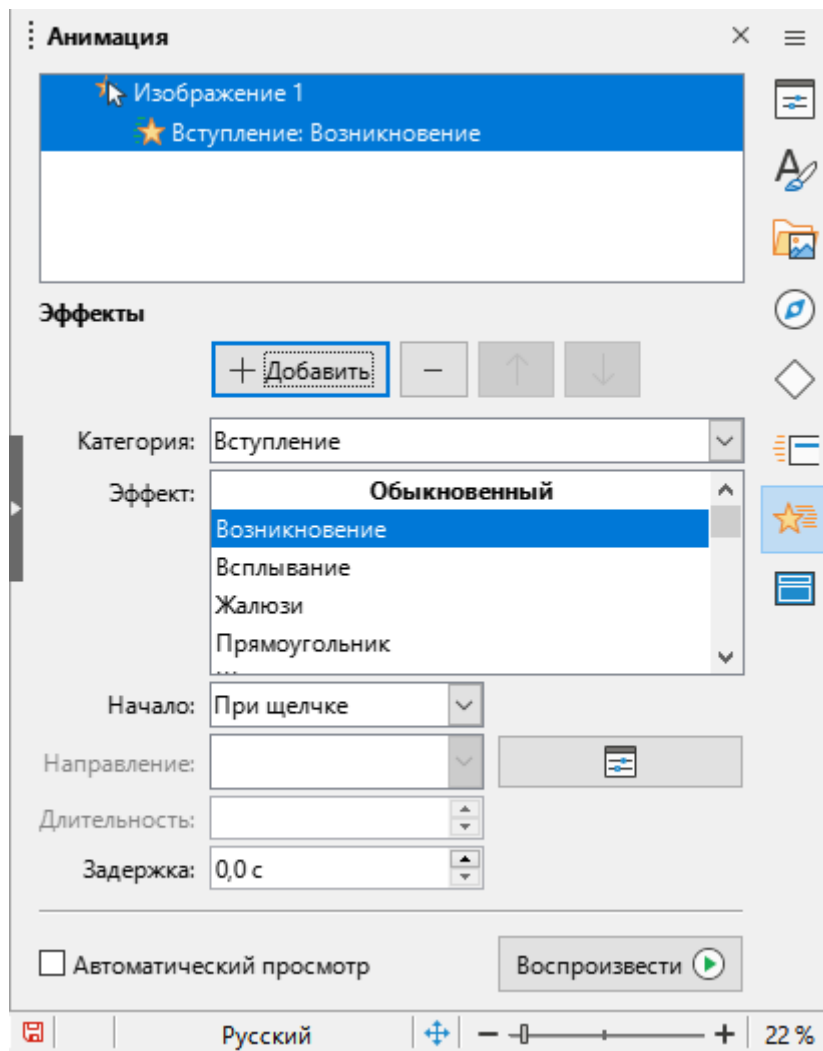 Анимация
Изображение 1
Вступление: Возникновение
Эффекты
Добавить
Категория: Вступление
Эффект: Обыкновенный
Возникновение
Всплывание
Жалюзи
Прямоугольник
Начало: При щелчке
Направление:
Длительность:
Задержка: 0,0 с
Автоматический просмотр Воспроизвести
Русский 22 %